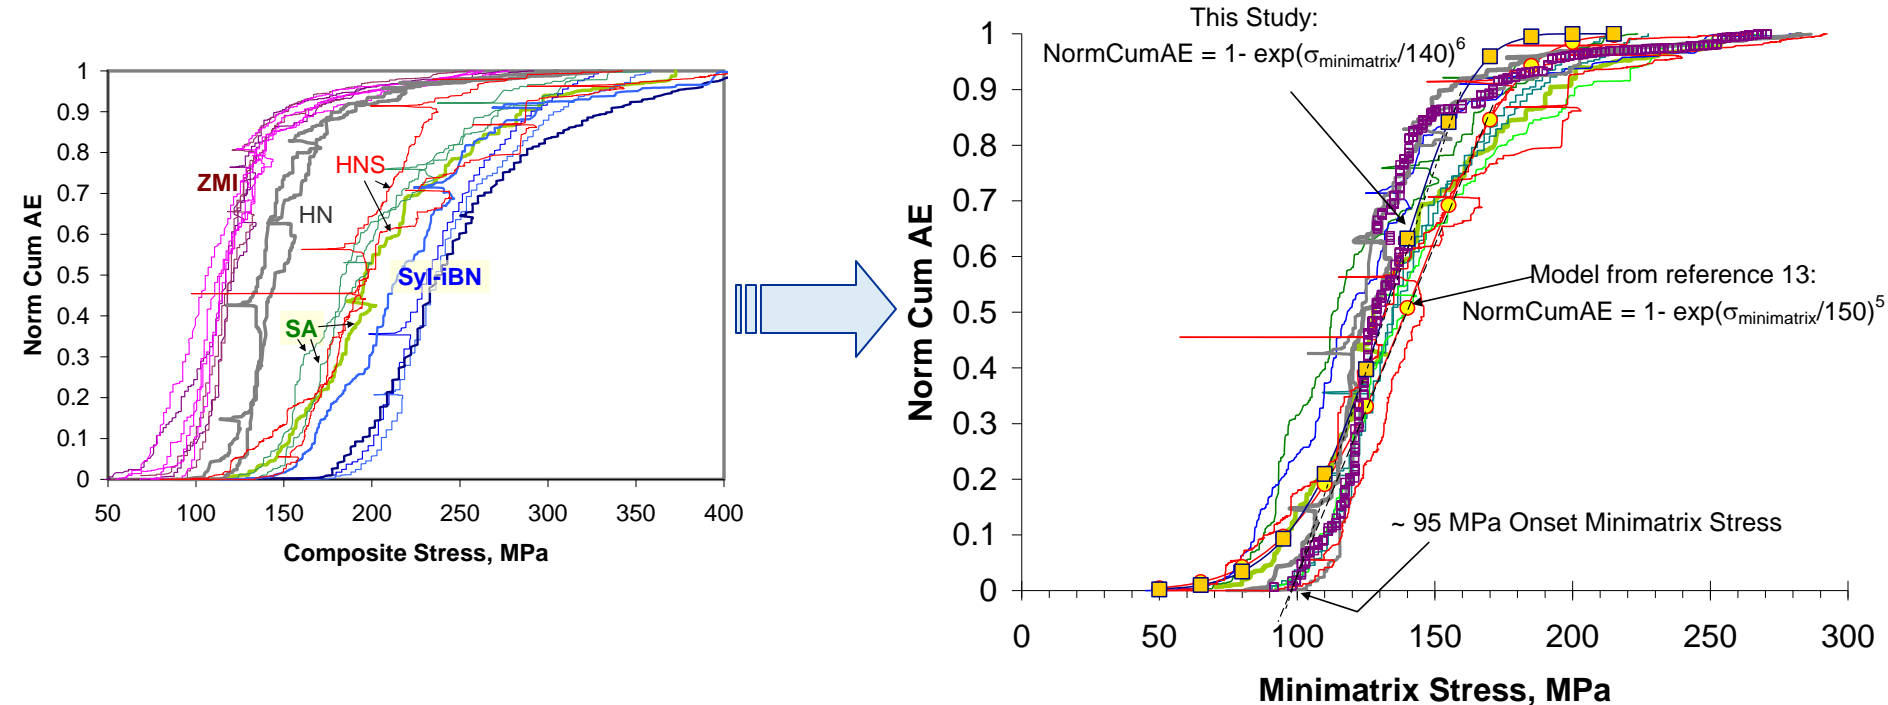 1
0.9
0.8
0.7
0.6
0.5
0.4
0.3
0.2
0.1
0
Norm Cum AE
ZMI
HN
HNS
SA
Syl-iBN
50 100 150 200 250 300 350 400
Composite Stress, MPa
This Study:
NormCumAE = 1- exp(σminimatrix/140)6
1
0.9
0.8
0.7
0.6
0.5
0.4
0.3
0.2
0.1
0
Norm Cum AE
Model from reference 13:
NormCumAE = 1- exp(σminimatrix/150)5
~ 95 MPa Onset Minimatrix Stress
0 50 100 150 200 250 300
Minimatrix Stress, MPa